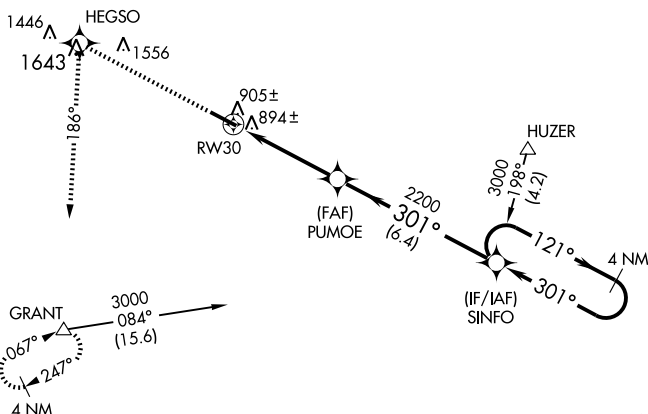 HEGSO
1446
1643
1556
186°
905±
894±
RW30
HUZER
3000
198°
(4.2)
2200
301°
(6.4)
(FAF)
PUMOE
121°
4 NM
301°
(IF/IAF)
SINFO
GRANT
3000
084°
(15.6)
067°
247°
4 NM